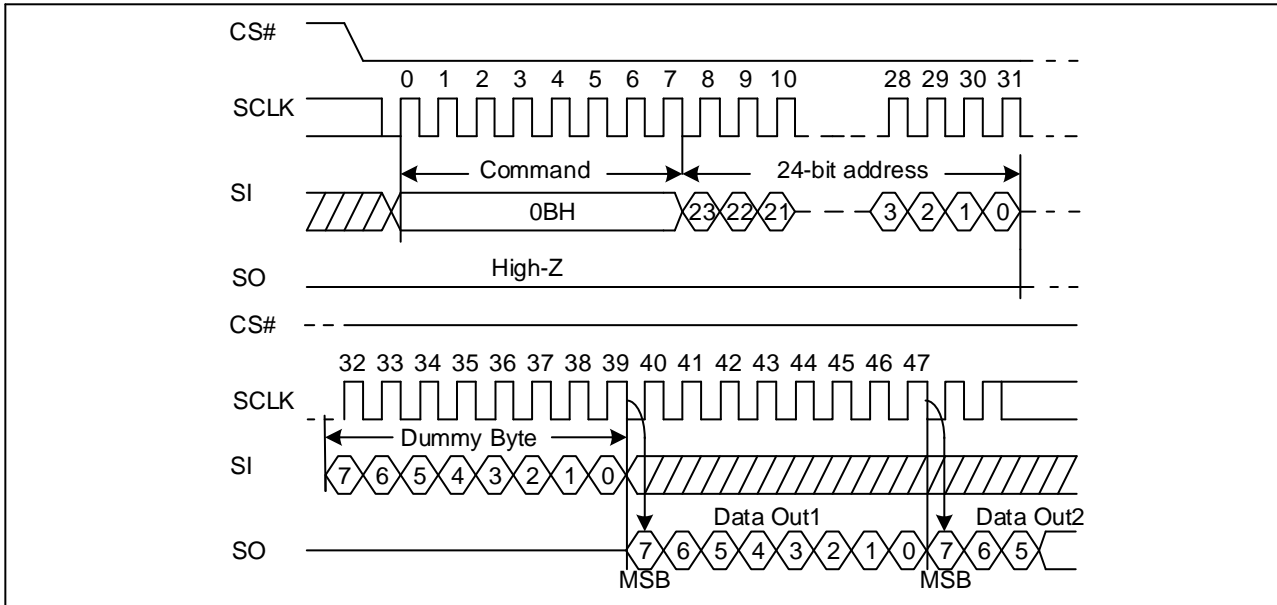 CS#
0 1 2 3 4 5 6 7 8 9 10 28 29 30 31
SCLK
Command 24-bit address
SI
0BH 23 22 21 3 2 1 0
High-Z
SO
CS#
32 33 34 35 36 37 38 39 40 41 42 43 44 45 46 47
SCLK
Dummy Byte
SI
7 6 5 4 3 2 1 0
Data Out1 Data Out2
SO
7 6 5 4 3 2 1 0 7 6 5
MSB MSB